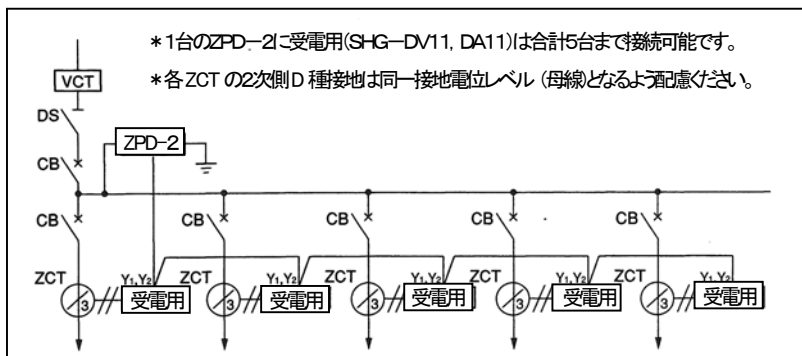 ＊1台のZPD－2に受電用(SHG－DV11, DA11)は合計5台まで接続可能です。
＊各ZCTの2次側D種接地は同一接地電位レベル（母線)となるよう配慮ください。
VCT
DS
ZPD-2
CB
CB CB CB CB CB
ZCT Y₁,Y₂ ZCT Y₁,Y₂ ZCT Y₁,Y₂ ZCT Y₁,Y₂ ZCT Y₁,Y₂
3 受電用 3 受電用 3 受電用 3 受電用 3 受電用